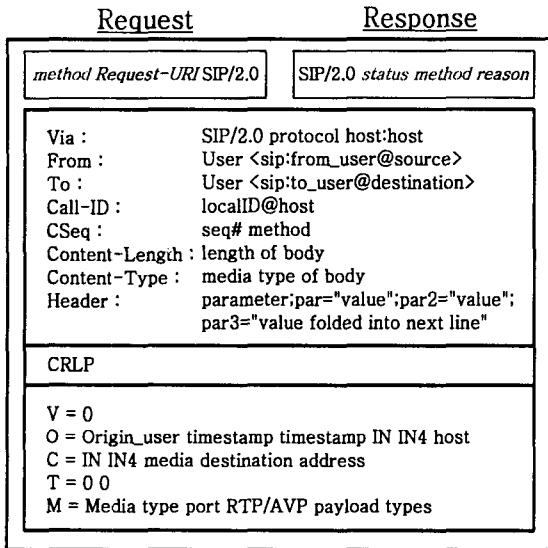 Request
Response
method Request-URI SIP/2.0
SIP/2.0 status method reason
Via : SIP/2.0 protocol host:host
From : User <sip:from_user@source>
To : User <sip:to_user@destination>
Call-ID : localID@host
CSeq : seq# method
Content-Length : length of body
Content-Type : media type of body
Header : parameter;par="value";par2="value";
par3="value folded into next line"
CRLP
V = 0
O = Origin_user timestamp timestamp IN IN4 host
C = IN IN4 media destination address
T = 0 0
M = Media type port RTP/AVP payload types